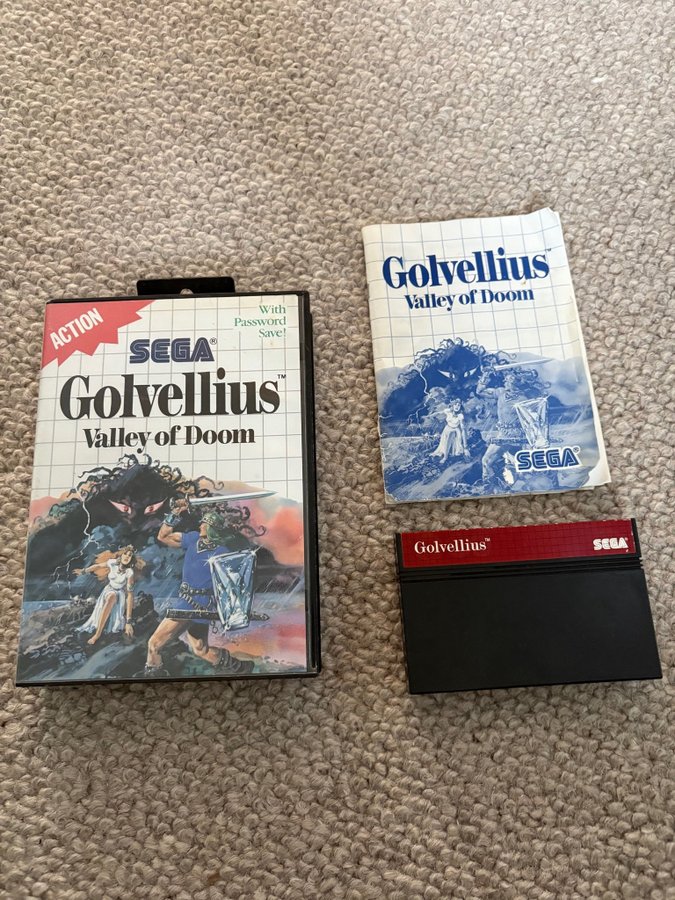 ACTION
With
Password
Save!
SEGA®
Golvellius™
Valley of Doom
Golvellius™
Valley of Doom
SEGA®
Golvellius™
SEGA®